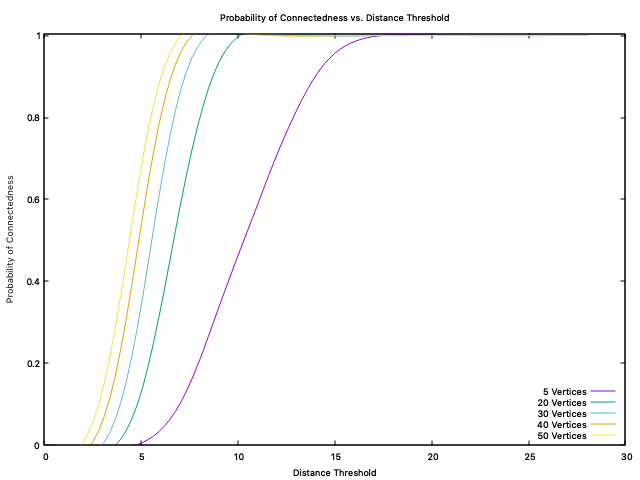 Probability of Connectedness vs. Distance Threshold
1
0.8
0.6
0.4
0.2
0
Probability of Connectedness
5 Vertices
20 Vertices
30 Vertices
40 Vertices
50 Vertices
0 5 10 15 20 25 30
Distance Threshold